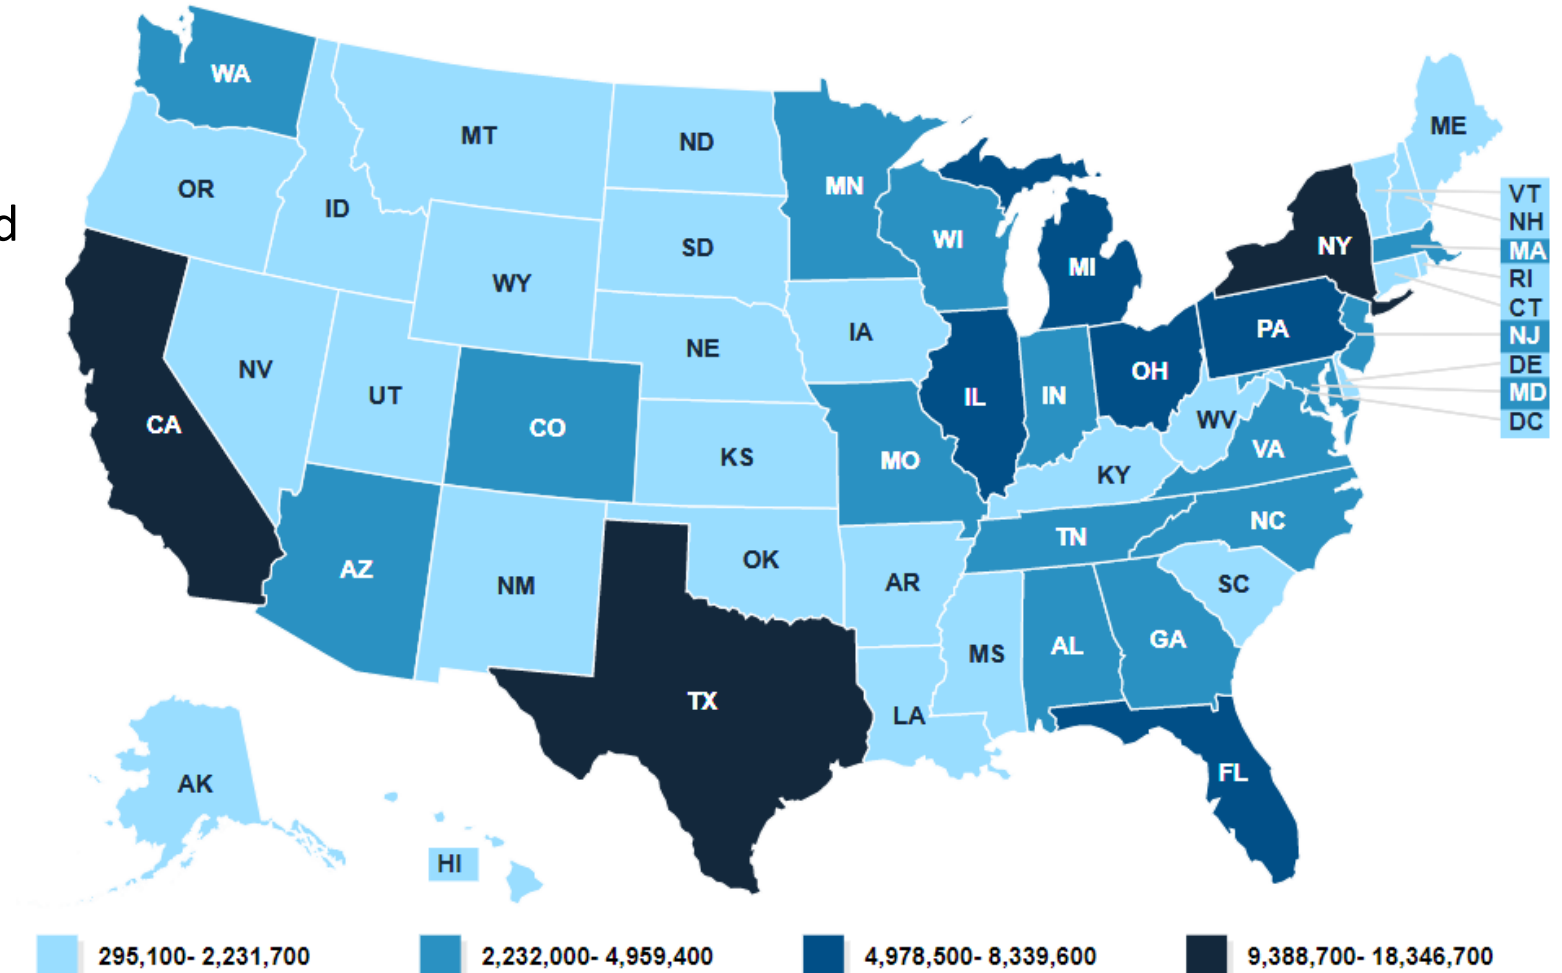 WA
MT
ND
ME
MN
OR
ID
VT
NH
d
SD
WI
NY
MA
MI
RI
WY
CT
IA
PA
NJ
NE
DE
NV
OH
UT
IL
IN
MD
CA
CO
WV
DC
KS
MO
VA
KY
NC
TN
OK
AZ
NM
AR
SC
GA
AL
MS
TX
LA
FL
AK
HI
295,100- 2,231,700
2,232,000- 4,959,400
4,978,500- 8,339,600
9,388,700- 18,346,700